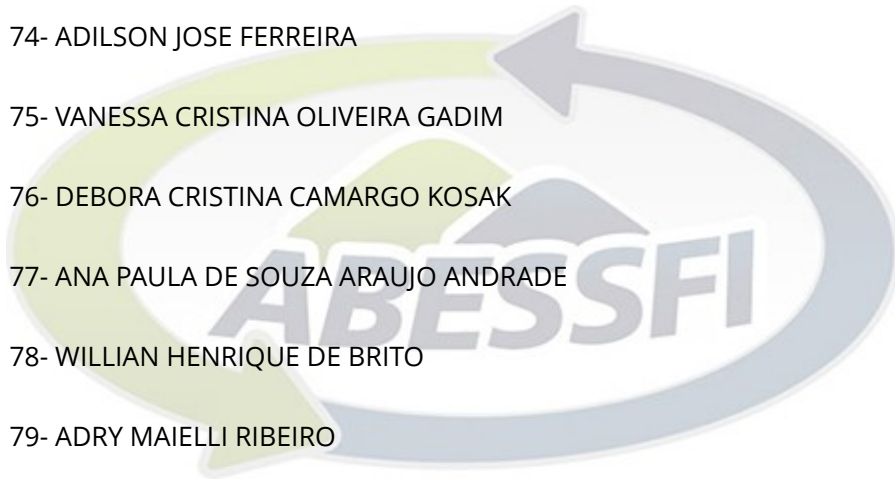 74- ADILSON JOSE FERREIRA
75- VANESSA CRISTINA OLIVEIRA GADIM
76- DEBORA CRISTINA CAMARGO KOSAK
77- ANA PAULA DE SOUZA ARAUJO ANDRADE
ABESSFI
78- WILLIAN HENRIQUE DE BRITO
79- ADRY MAIELLI RIBEIRO